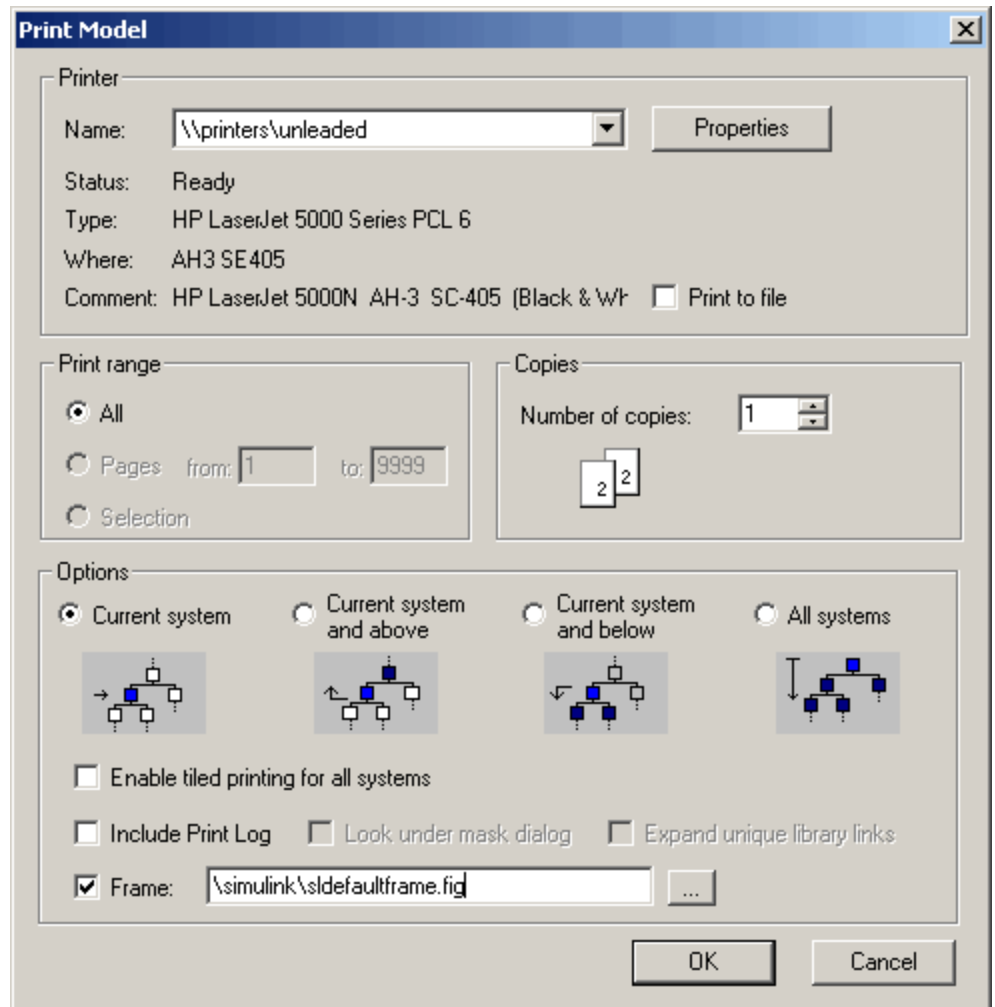 Print Model
Printer
Name: \\printers\unleaded Properties
Status: Ready
Type: HP LaserJet 5000 Series PCL 6
Where: AH3 SE405
Comment: HP LaserJet 5000N AH-3 SC-405 (Black & Wh Print to file
Print range
All
Pages from: 1 to: 9999
Selection
Copies
Number of copies: 1
2 2
Options
Current system
Current system
and above
Current system
and below
All systems
Enable tiled printing for all systems
Include Print Log Look under mask dialog Expand unique library links
Frame: \simulink\sldefaultframe.fig ...
OK Cancel